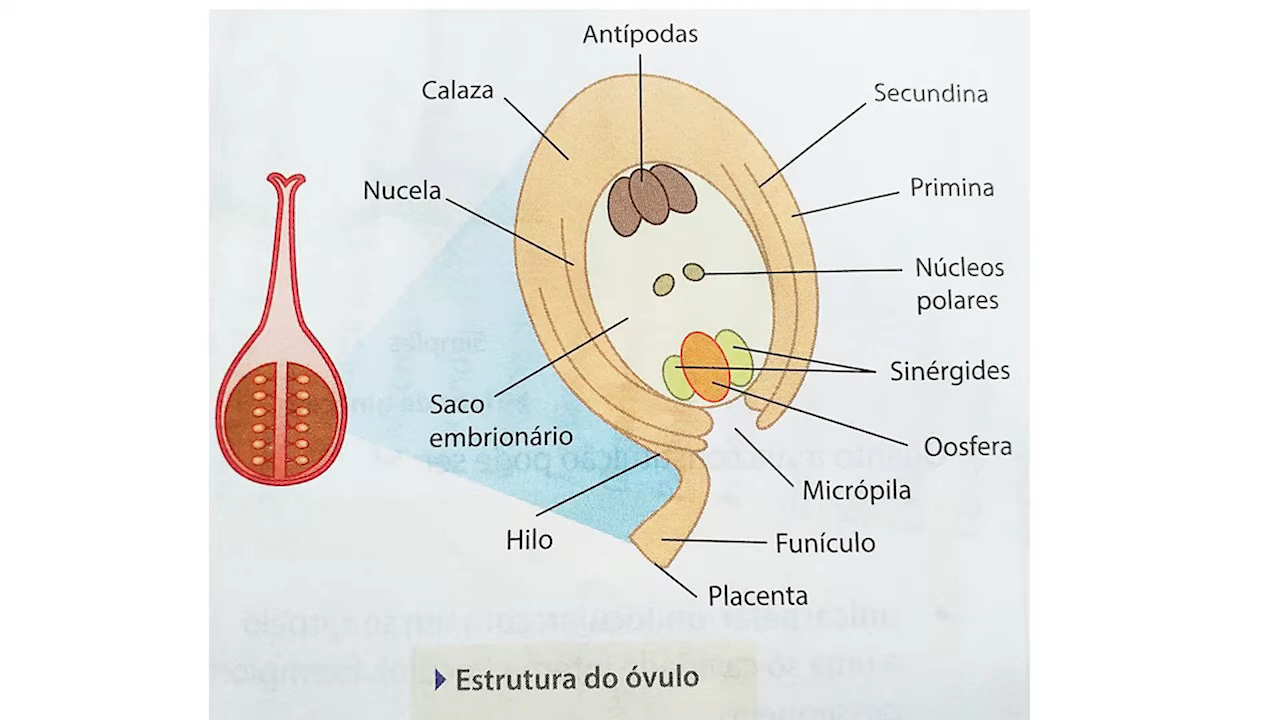 Antípodas
Calaza
Secundina
Nucela
Primina
Núcleos
polares
Sinérgides
Saco
embrionário
Oosfera
Micrópila
Hilo
Funículo
Placenta
Estrutura do óvulo